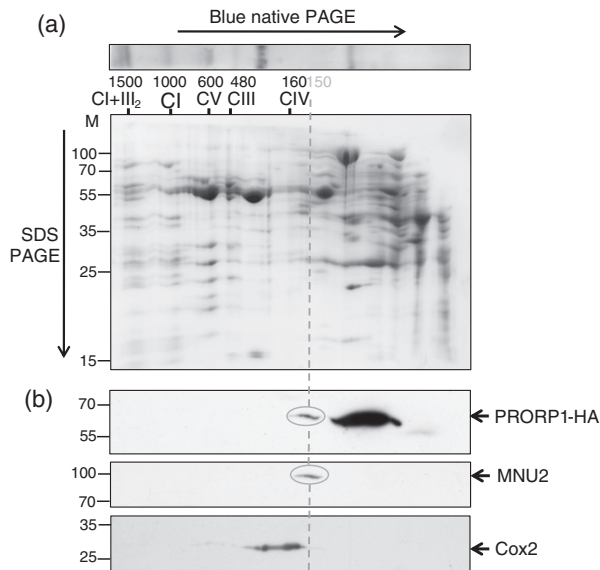 Blue native PAGE
(a)
1500 1000 600 480 160 150
CI+III₂ CI CV CIII CIV
M
100
70
55
35
25
15
SDS
PAGE
(b)
70
55
PRORP1-HA
100
70
MNU2
35
25
Cox2